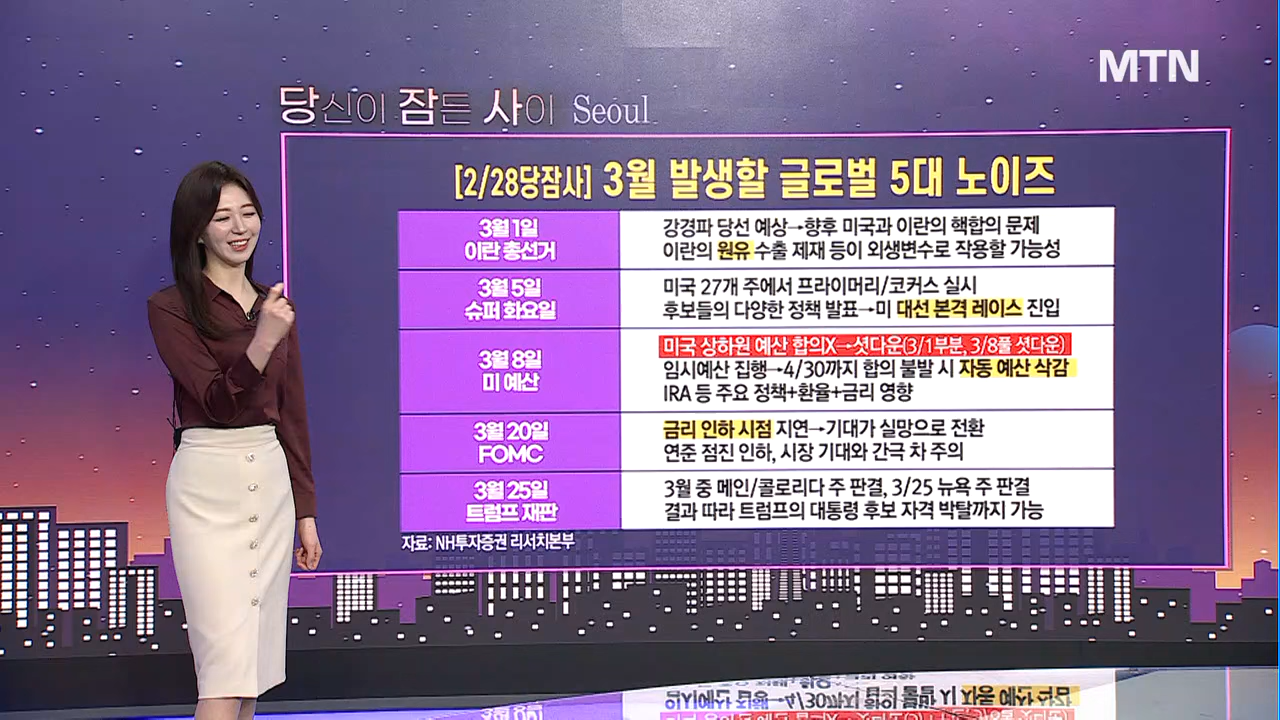 MTN
당신이 잠든 사이 Seoul
[2/28당잠사] 3월 발생할 글로벌 5대 노이즈
3월 1일
이란 총선거
강경파 당선 예상→향후 미국과 이란의 핵합의 문제
이란의 원유 수출 제재 등이 외생변수로 작용할 가능성
3월 5일
슈퍼 화요일
미국 27개 주에서 프라이머리/코커스 실시
후보들의 다양한 정책 발표→미 대선 본격 레이스 진입
3월 8일
미 예산
미국 상하원 예산 합의X→셧다운(3/1부분, 3/8풀 셧다운)
임시예산 집행→4/30까지 합의 불발 시 자동 예산 삭감
IRA 등 주요 정책+환율+금리 영향
3월 20일
FOMC
금리 인하 시점 지연→기대가 실망으로 전환
연준 점진 인하, 시장 기대와 간극 차 주의
3월 25일
트럼프 재판
3월 중 메인/콜로리다 주 판결, 3/25 뉴욕 주 판결
결과 따라 트럼프의 대통령 후보 자격 박탈까지 가능
자료: NH투자증권 리서치본부